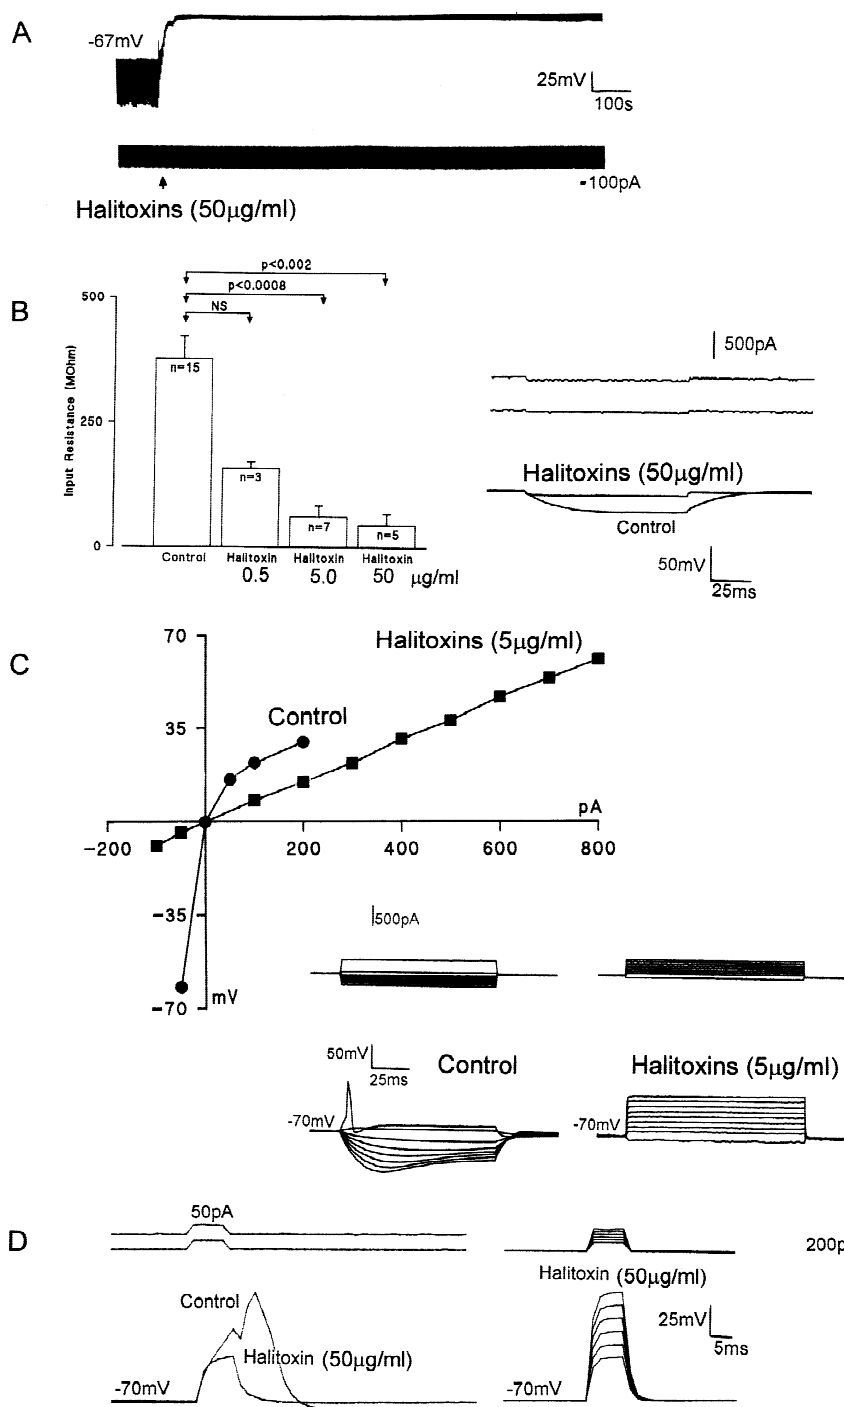 A
-67mV
25mV
100s
-100pA
Halitoxins (50µg/ml)
B
p<0.002
p<0.0008
NS
500
250
0
Input Resistance (MOhm)
n=15
n=3
n=7
n=5
Control
Halitoxin
Halitoxin
Halitoxin
0.5
5.0
50
µg/ml
500pA
Halitoxins (50µg/ml)
Control
50mV
25ms
C
70
35
-35
-70
mV
-200
200
400
600
800
pA
Halitoxins (5µg/ml)
Control
500pA
50mV
25ms
Control
Halitoxins (5µg/ml)
-70mV
-70mV
D
50pA
200p
Control
Halitoxin (50µg/ml)
-70mV
Halitoxin (50µg/ml)
25mV
5ms
-70mV